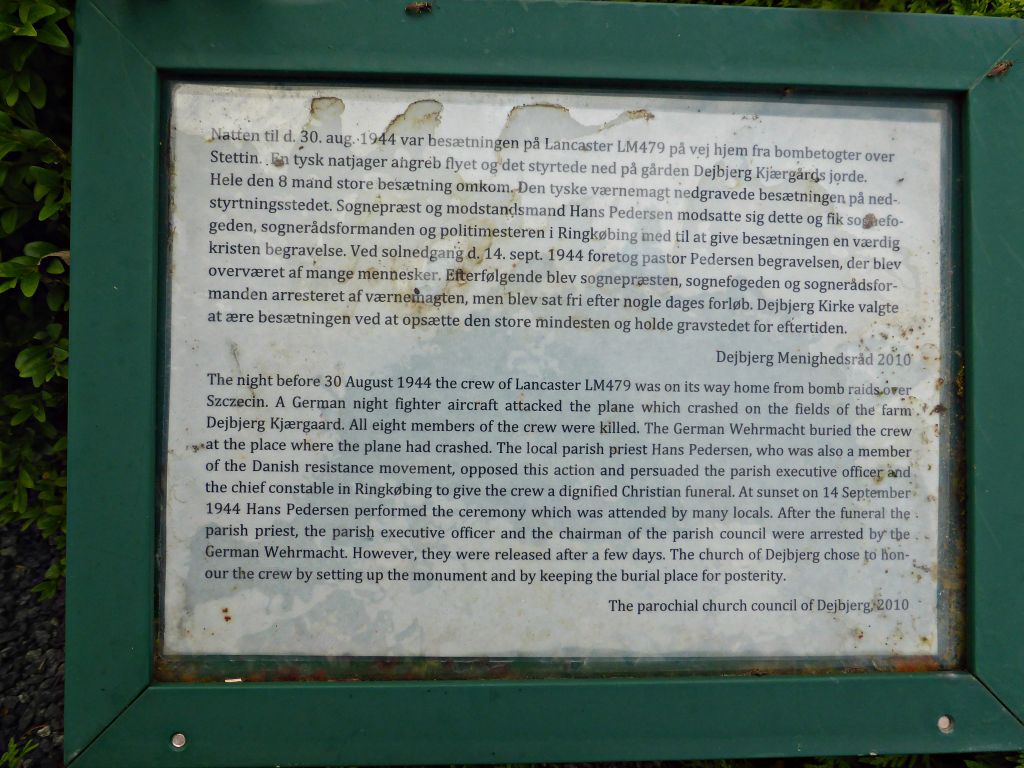 Natten til d. 30. aug. 1944 var besætningen på Lancaster LM479 på vej hjem fra bombetogter over
Stettin. En tysk natjager angreb flyet og det styrtede ned på gården Dejbjerg Kjærgårds jorde.
Hele den 8 mand store besætning omkom. Den tyske værnemagt nedgravede besætningen på ned-
styrtningsstedet. Sognepræst og modstandsmand Hans Pedersen modsatte sig dette og fik sognefo-
geden, sognerådsformanden og politimesteren i Ringkøbing med til at give besætningen en værdig
kristen begravelse. Ved solnedgang d. 14. sept. 1944 foretog pastor Pedersen begravelsen, der blev
overværet af mange mennesker. Efterfølgende blev sognepræsten, sognefogeden og sognerådsfor-
manden arresteret af værnemagten, men blev sat fri efter nogle dages forløb. Dejbjerg Kirke valgte
at ære besætningen ved at opsætte den store mindesten og holde gravstedet for eftertiden.
Dejbjerg Menighedsråd 2010
The night before 30 August 1944 the crew of Lancaster LM479 was on its way home from bomb raids over
Szczecin. A German night fighter aircraft attacked the plane which crashed on the fields of the farm
Dejbjerg Kjærgaard. All eight members of the crew were killed. The German Wehrmacht buried the crew
at the place where the plane had crashed. The local parish priest Hans Pedersen, who was also a member
of the Danish resistance movement, opposed this action and persuaded the parish executive officer and
the chief constable in Ringkøbing to give the crew a dignified Christian funeral. At sunset on 14 September
1944 Hans Pedersen performed the ceremony which was attended by many locals. After the funeral the
parish priest, the parish executive officer and the chairman of the parish council were arrested by the
German Wehrmacht. However, they were released after a few days. The church of Dejbjerg chose to hon-
our the crew by setting up the monument and by keeping the burial place for posterity.
The parochial church council of Dejbjerg, 2010